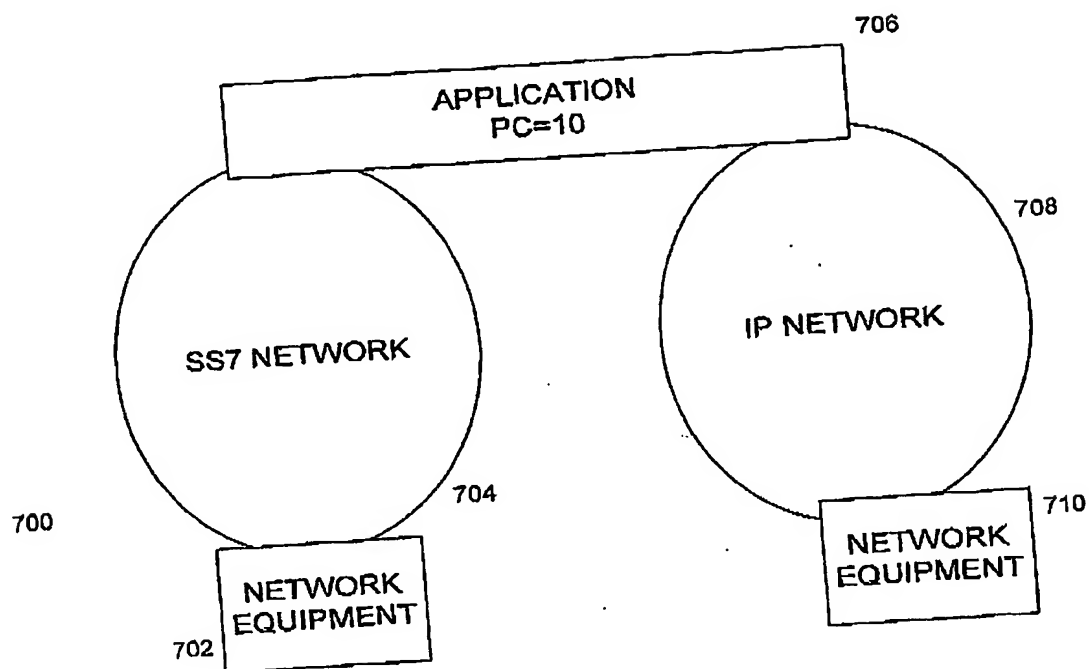 706
APPLICATION
PC=10
708
SS7 NETWORK
IP NETWORK
704
700
710
NETWORK
EQUIPMENT
NETWORK
EQUIPMENT
702